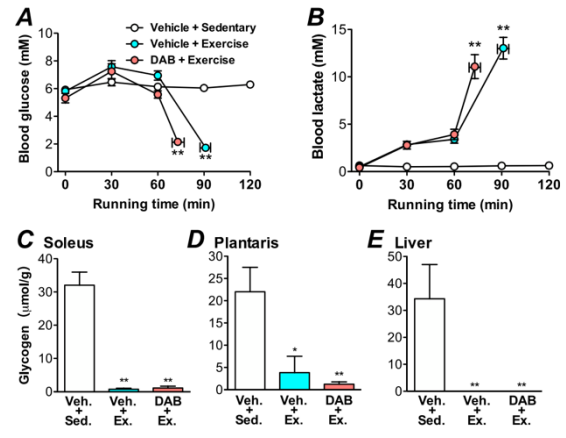 A
B
Vehicle + Sedentary
Vehicle + Exercise
DAB + Exercise
Blood glucose (mM)
10
8
6
4
2
0
**
**
0
30
60
90
120
Running time (min)
Blood lactate (mM)
15
10
5
0
**
**
0
30
60
90
120
Running time (min)
C Soleus
D Plantaris
E Liver
Glycogen (μmol/g)
40
30
20
10
0
**
**
Veh.
+
Sed.
Veh.
+
Ex.
DAB
+
Ex.
30
25
20
15
10
5
0
*
**
Veh.
+
Sed.
Veh.
+
Ex.
DAB
+
Ex.
50
40
30
20
10
0
**
**
Veh.
+
Sed.
Veh.
+
Ex.
DAB
+
Ex.